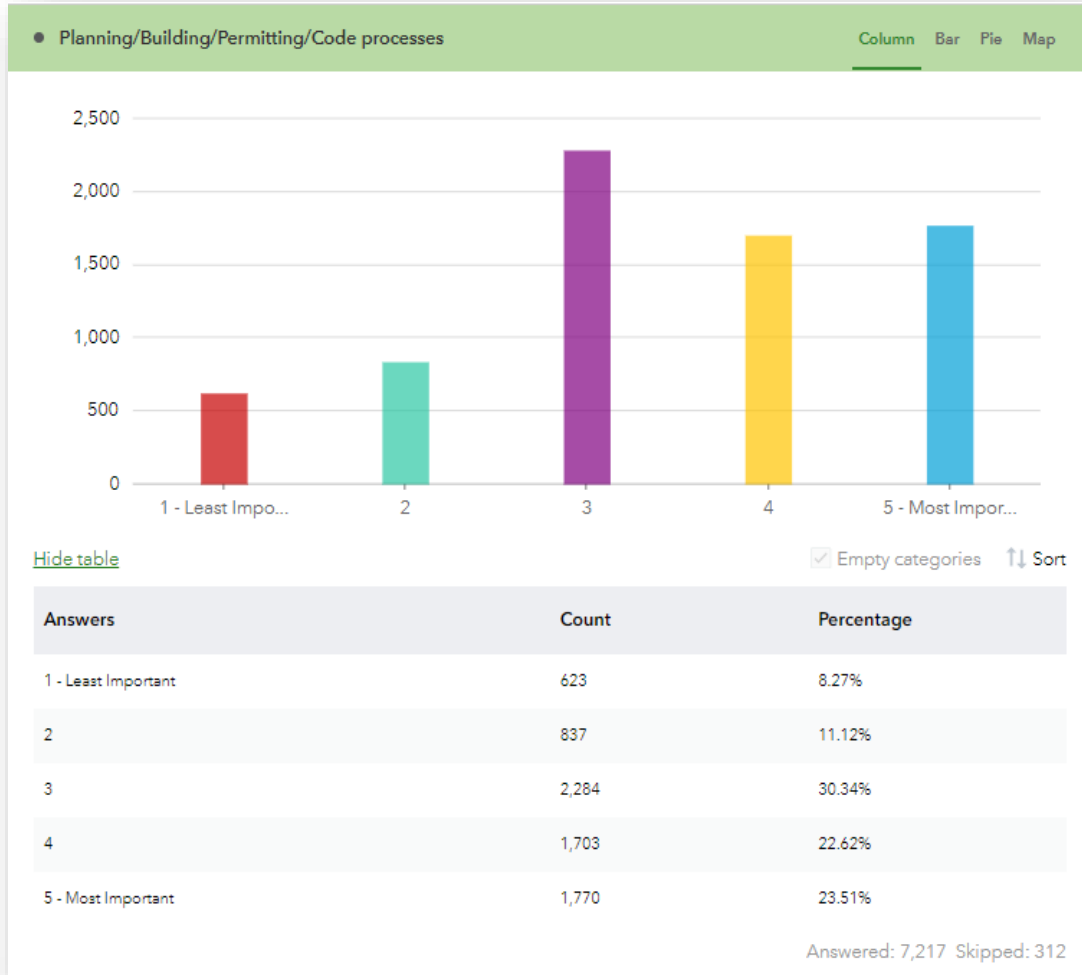 Planning/Building/Permitting/Code processes Column Bar Pie Map
2,500
2,000
1,500
1,000
500
0
1 - Least Impo... 2 3 4 5 - Most Impor...
Hide table Empty categories Sort
Answers Count Percentage
1 - Least Important 623 8.27%
2 837 11.12%
3 2,284 30.34%
4 1,703 22.62%
5 - Most Important 1,770 23.51%
Answered: 7,217 Skipped: 312